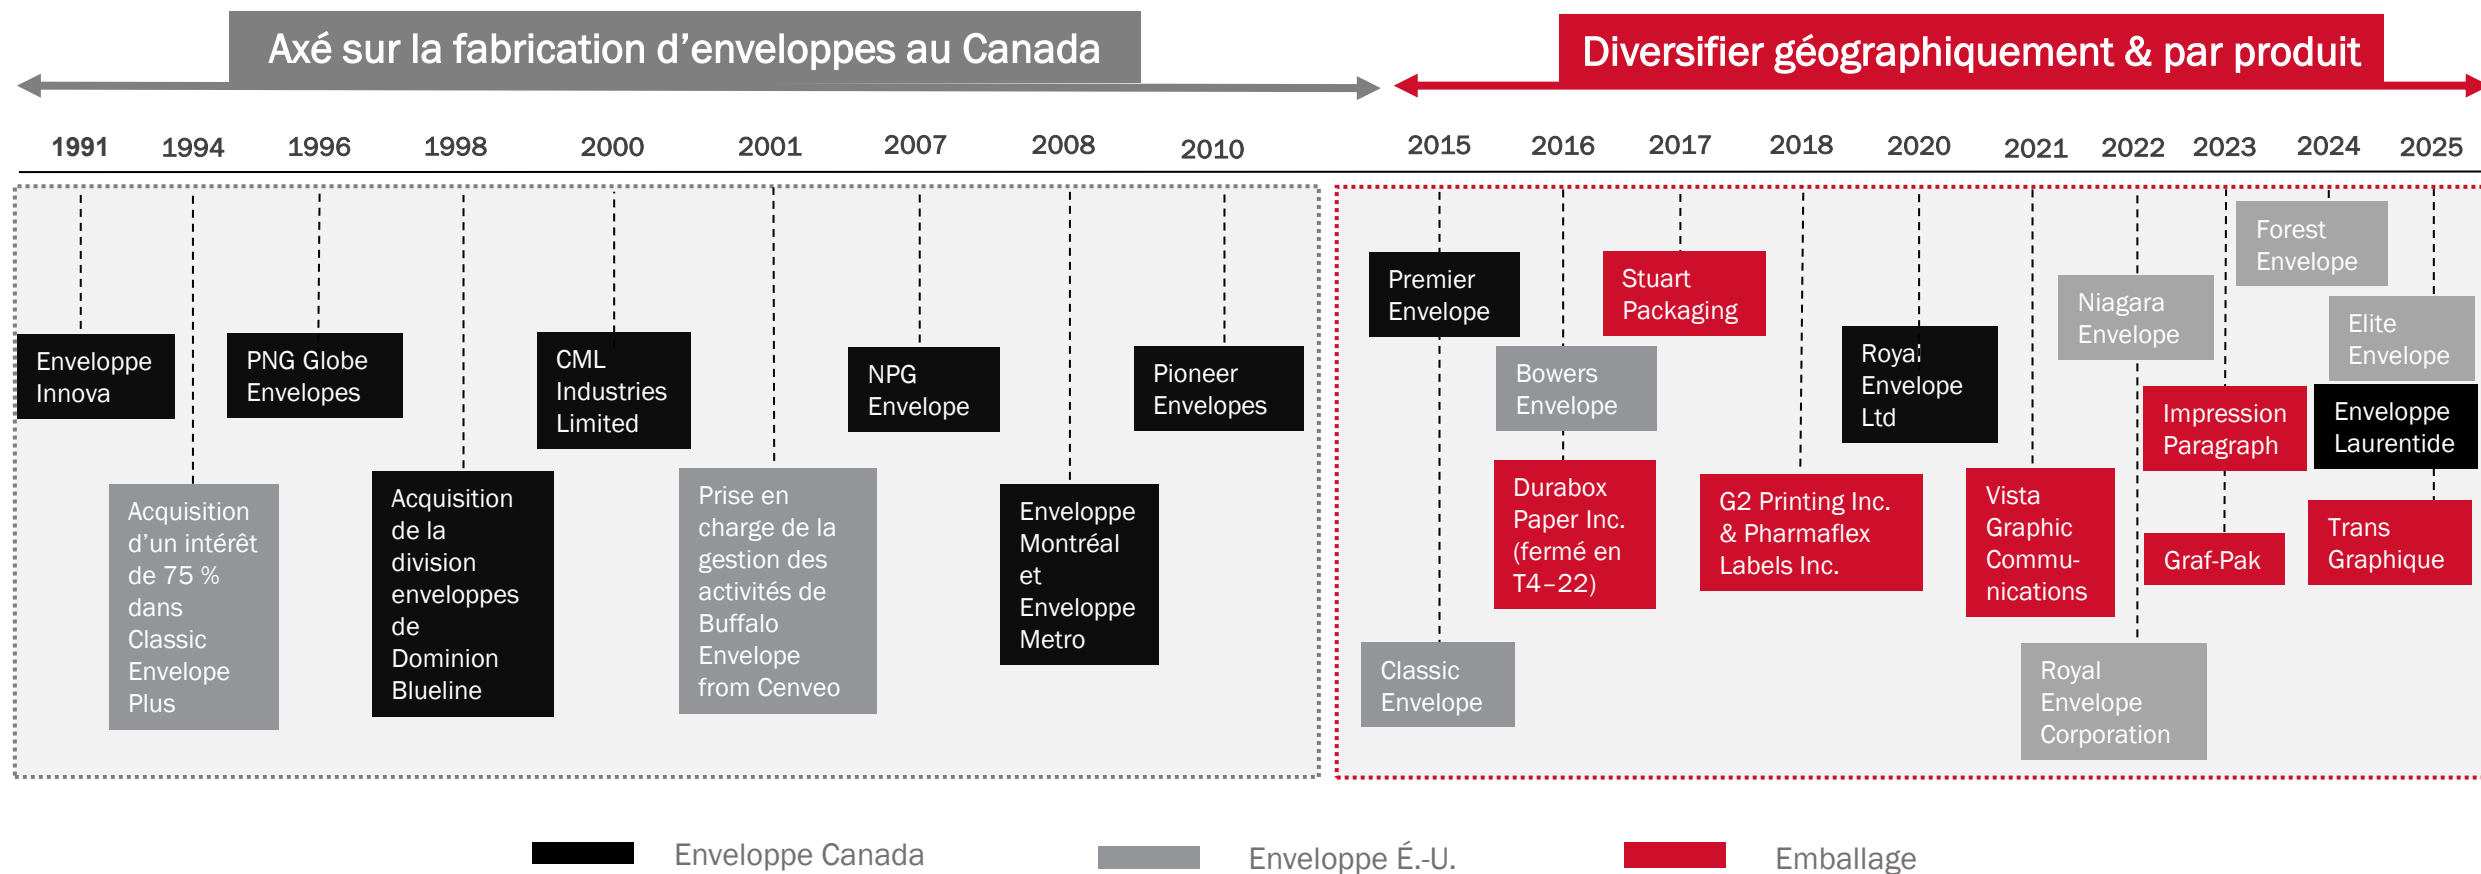 Axé sur la fabrication d’enveloppes au Canada
Diversifier géographiquement & par produit
1991
1994
1996
1998
2000
2001
2007
2008
2010
2015
2016
2017
2018
2020
2021
2022
2023
2024
2025
Enveloppe
Innova
Acquisition
d’un intérêt
de 75 %
dans
Classic
Envelope
Plus
PNG Globe
Envelopes
Acquisition
de la
division
enveloppes
de
Dominion
Blueline
CML
Industries
Limited
Prise en
charge de la
gestion des
activités de
Buffalo
Envelope
from Cenveo
NPG
Envelope
Enveloppe
Montréal
et
Enveloppe
Metro
Pioneer
Envelopes
Premier
Envelope
Classic
Envelope
Bowers
Envelope
Durabox
Paper Inc.
(fermé en
T4–22)
Stuart
Packaging
G2 Printing Inc.
& Pharmaflex
Labels Inc.
Royal
Envelope
Ltd
Vista
Graphic
Commu-
nications
Niagara
Envelope
Royal
Envelope
Corporation
Impression
Paragraph
Graf-Pak
Forest
Envelope
Elite
Envelope
Enveloppe
Laurentide
Trans
Graphique
Enveloppe Canada
Enveloppe É.-U.
Emballage